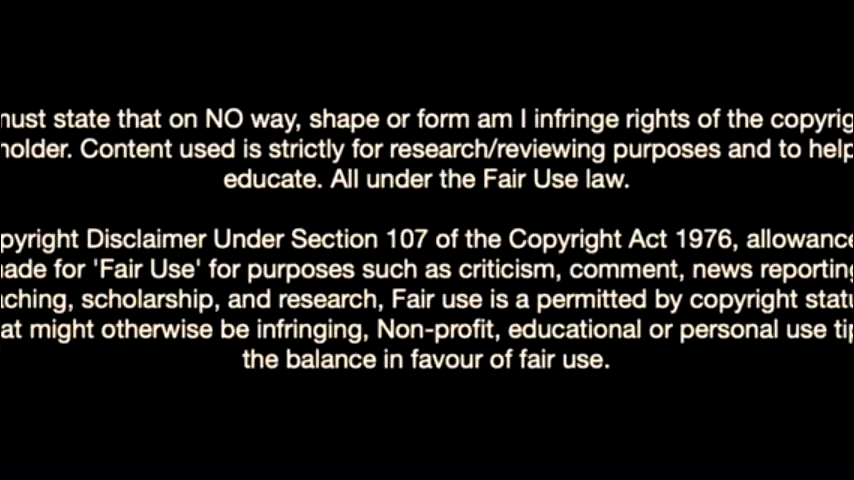 must state that on NO way, shape or form am I infringe rights of the copyrig
holder. Content used is strictly for research/reviewing purposes and to help
educate. All under the Fair Use law.
pyright Disclaimer Under Section 107 of the Copyright Act 1976, allowance
ade for 'Fair Use' for purposes such as criticism, comment, news reporting
ching, scholarship, and research, Fair use is a permitted by copyright statu
at might otherwise be infringing, Non-profit, educational or personal use tip
the balance in favour of fair use.